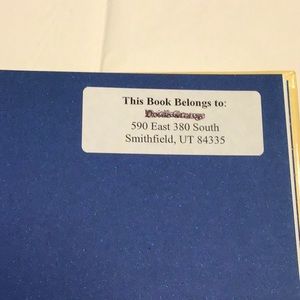 This Book Belongs to:
590 East 380 South
Smithfield, UT 84335